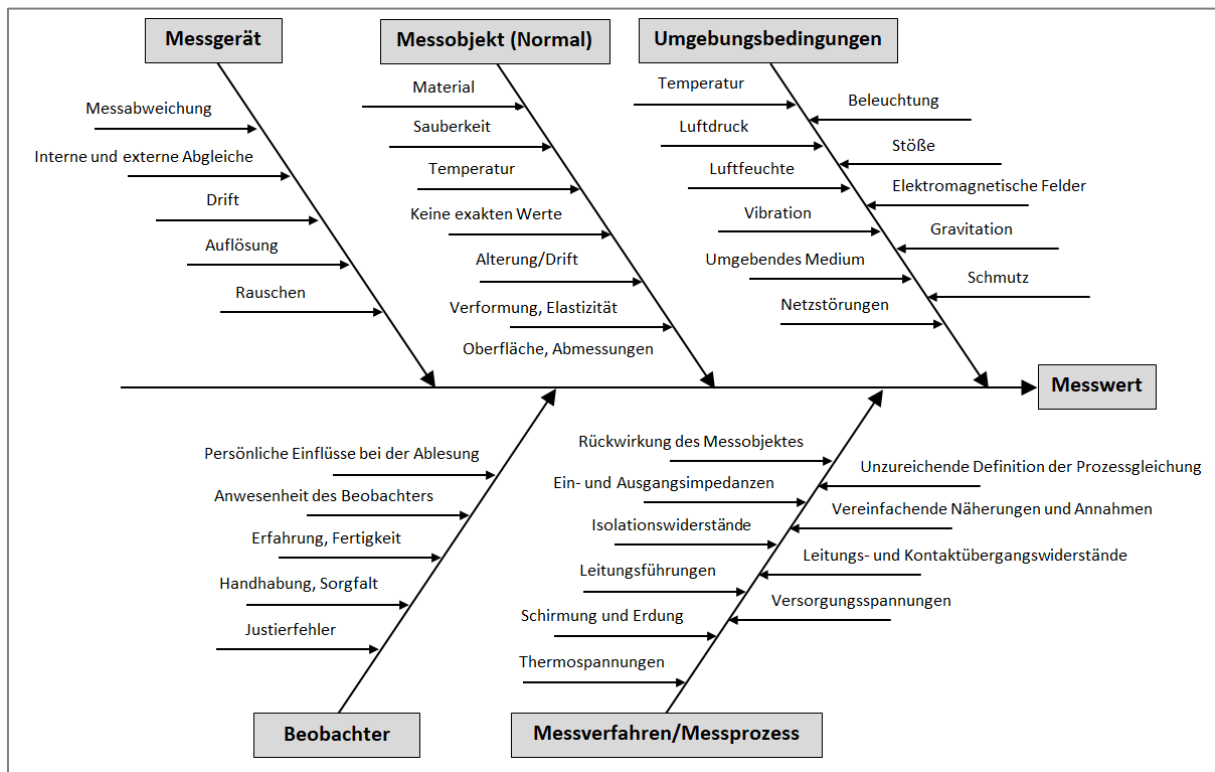 Messgerät
Messobjekt (Normal)
Umgebungsbedingungen
Messabweichung
Interne und externe Abgleiche
Drift
Auflösung
Rauschen
Material
Sauberkeit
Temperatur
Keine exakten Werte
Alterung/Drift
Verformung, Elastizität
Oberfläche, Abmessungen
Temperatur
Luftdruck
Luftfeuchte
Vibration
Umgebendes Medium
Netzstörungen
Beleuchtung
Stöße
Elektromagnetische Felder
Gravitation
Schmutz
Messwert
Persönliche Einflüsse bei der Ablesung
Anwesenheit des Beobachters
Erfahrung, Fertigkeit
Handhabung, Sorgfalt
Justierfehler
Rückwirkung des Messobjektes
Ein- und Ausgangsimpedanzen
Isolationswiderstände
Leitungsführungen
Schirmung und Erdung
Thermospannungen
Unzureichende Definition der Prozessgleichung
Vereinfachende Näherungen und Annahmen
Leitungs- und Kontaktübergangswiderstände
Versorgungsspannungen
Beobachter
Messverfahren/Messprozess